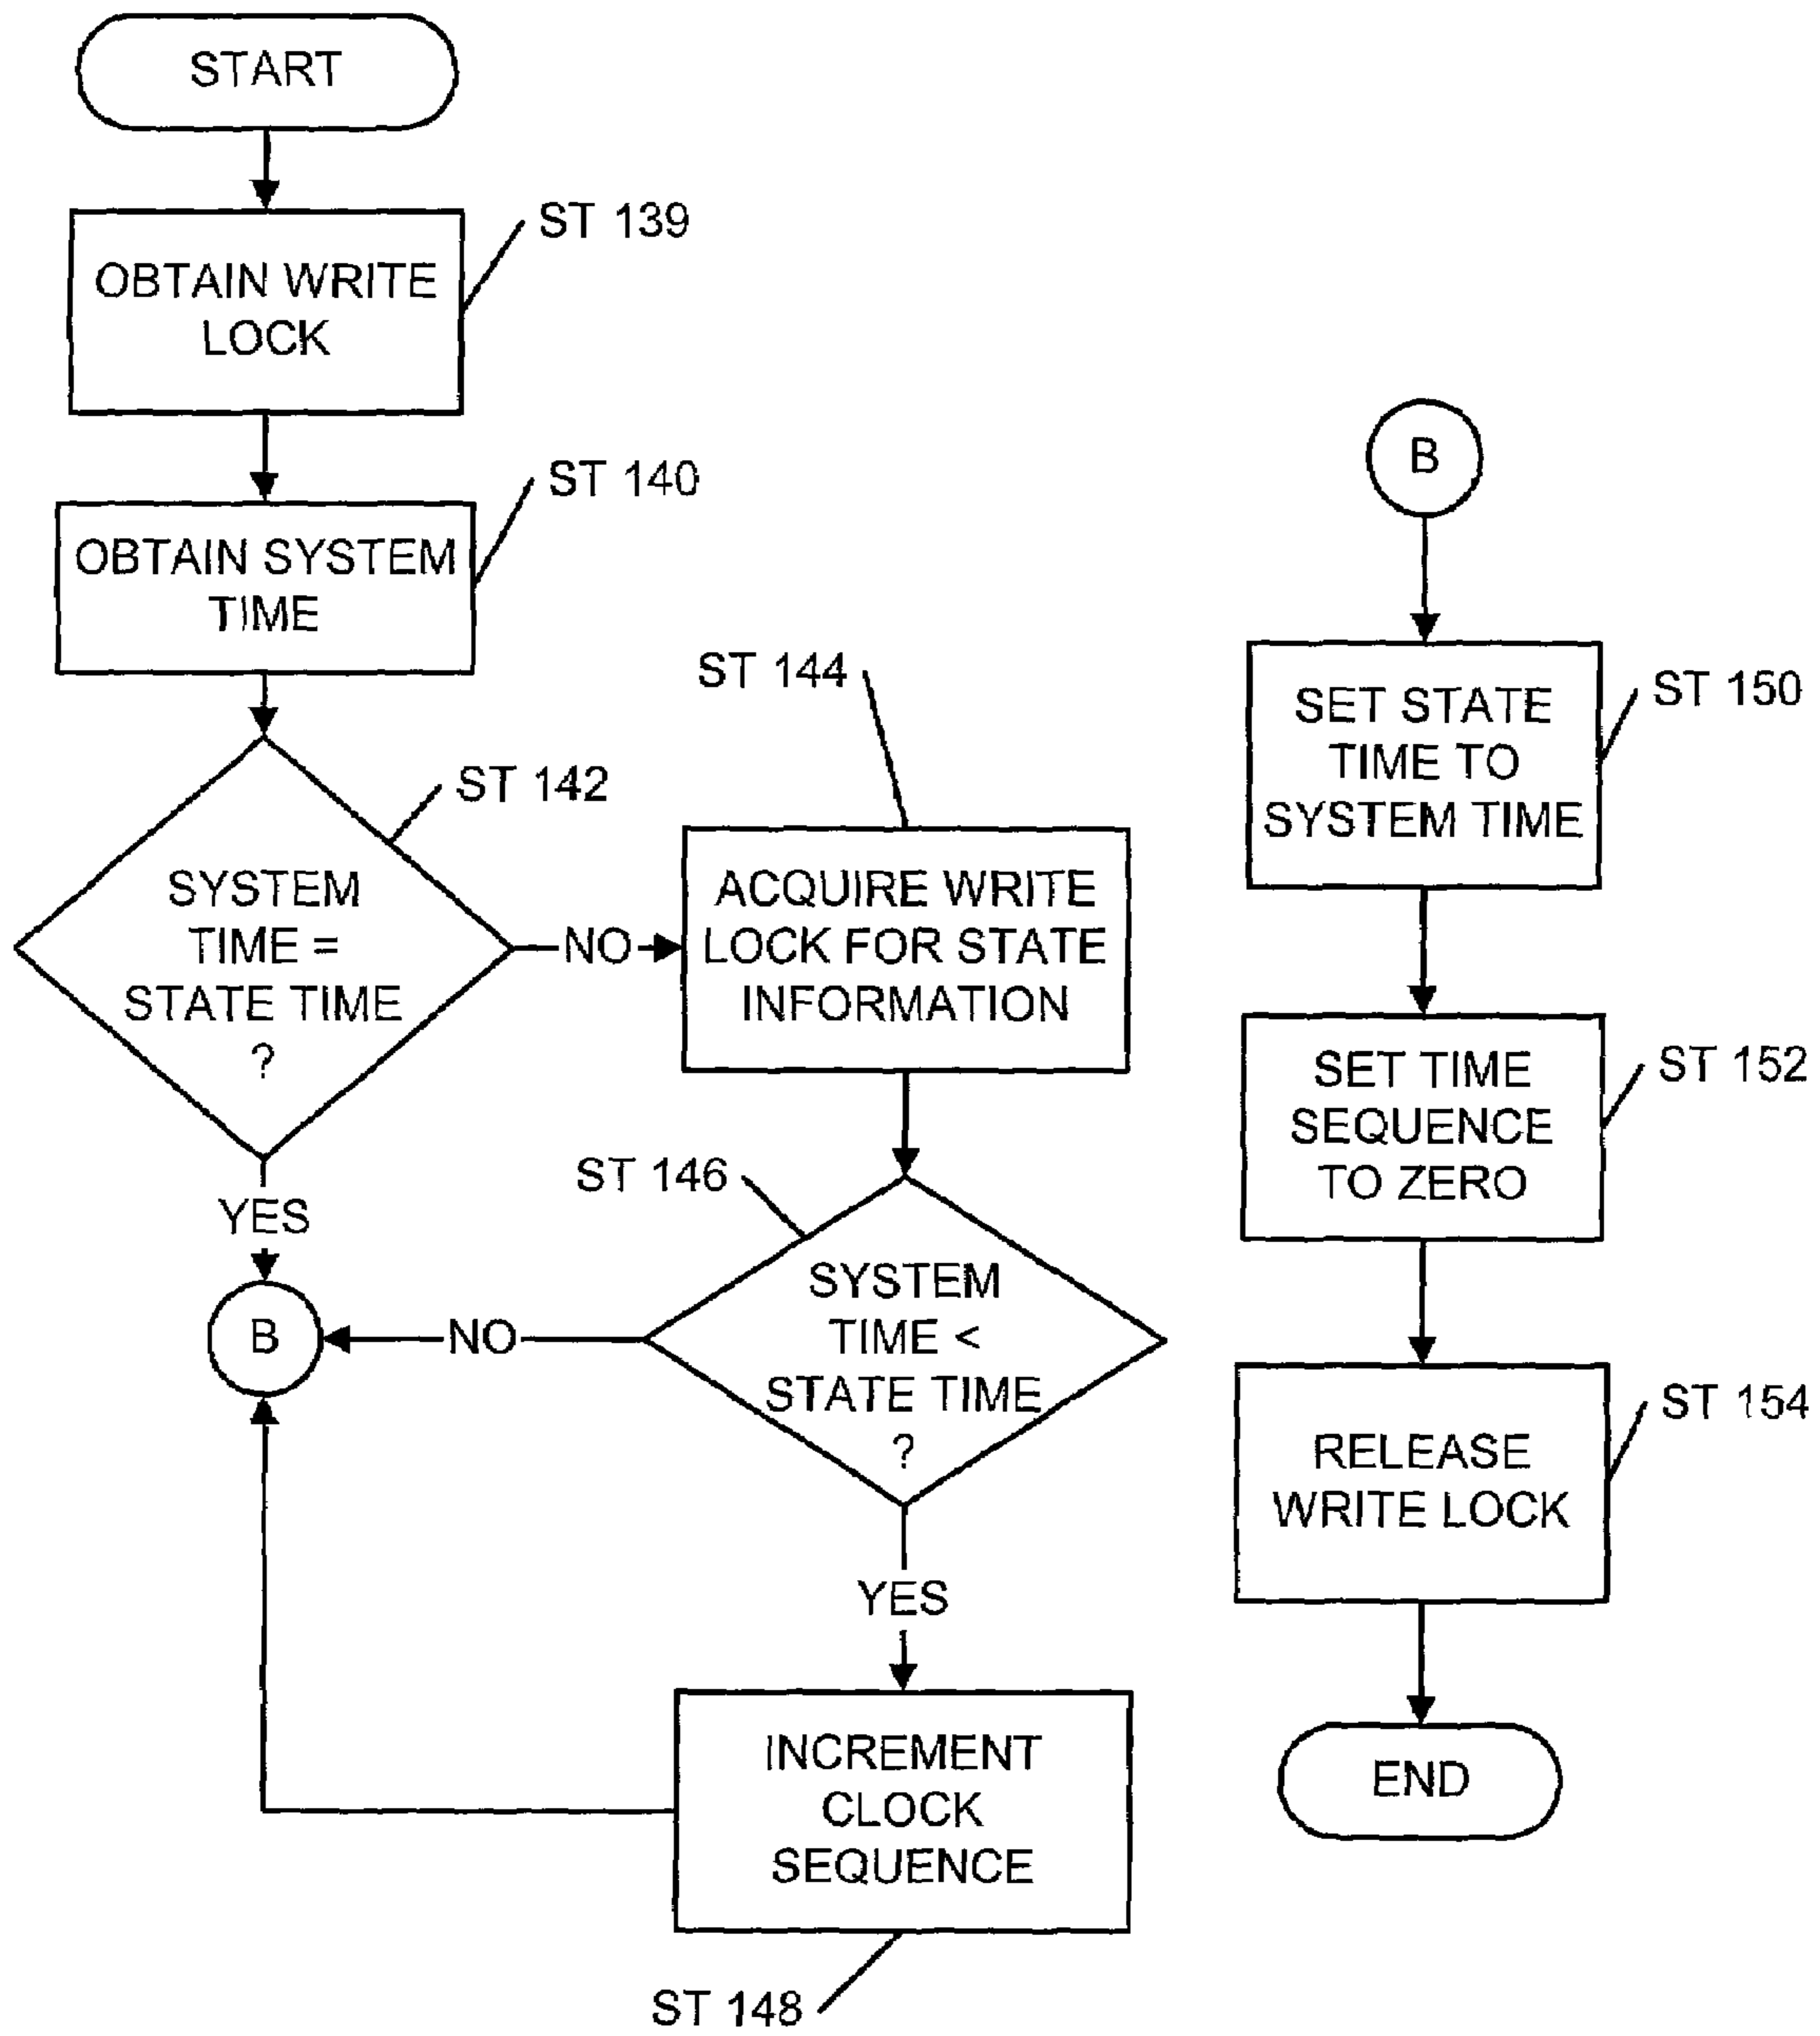 START
ST 139
OBTAIN WRITE
LOCK
ST 140
OBTAIN SYSTEM
TIME
ST 142
SYSTEM
TIME =
STATE TIME
?
NO
YES
B
ST 144
ACQUIRE WRITE
LOCK FOR STATE
INFORMATION
ST 146
SYSTEM
TIME <
STATE TIME
?
NO
YES
INCREMENT
CLOCK
SEQUENCE
ST 148
B
ST 150
SET STATE
TIME TO
SYSTEM TIME
ST 152
SET TIME
SEQUENCE
TO ZERO
ST 154
RELEASE
WRITE LOCK
END